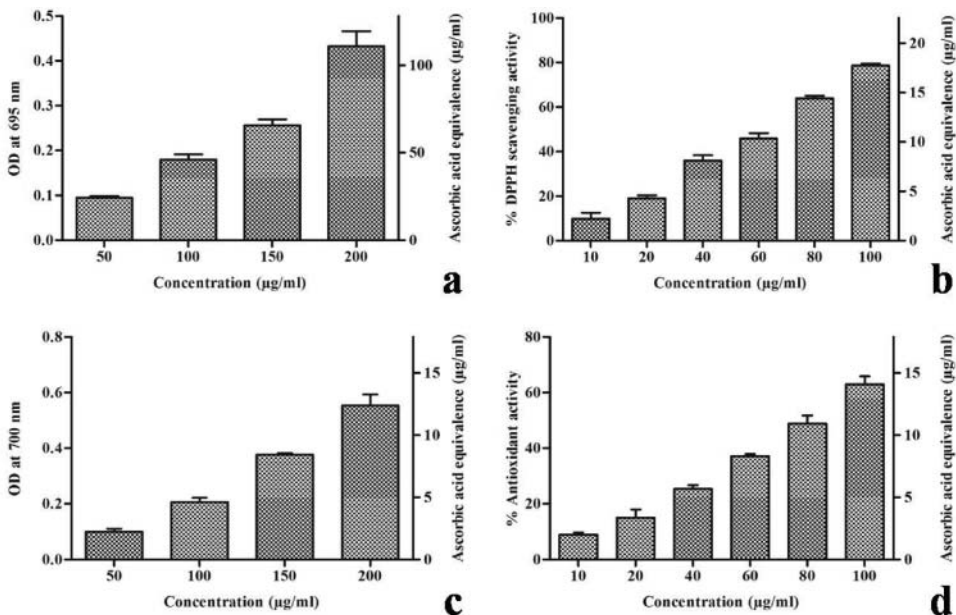 OD at 695 nm
0.5
0.4
0.3
0.2
0.1
0.0
50 100 150 200
Concentration (µg/ml)
100
50
0
Ascorbic acid equivalence (µg/ml)
a
% DPPH scavenging activity
100
80
60
40
20
0
10 20 40 60 80 100
Concentration (µg/ml)
20
15
10
5
0
Ascorbic acid equivalence (µg/ml)
b
OD at 700 nm
0.8
0.6
0.4
0.2
0.0
50 100 150 200
Concentration (µg/ml)
15
10
5
0
Ascorbic acid equivalence (µg/ml)
c
% Antioxidant activity
80
60
40
20
0
10 20 40 60 80 100
Concentration (µg/ml)
15
10
5
0
Ascorbic acid equivalence (µg/ml)
d